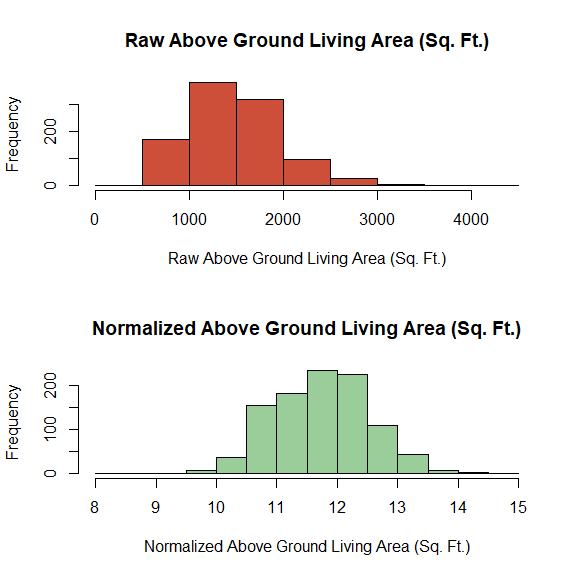 Raw Above Ground Living Area (Sq. Ft.)
Frequency
200
0
0 1000 2000 3000 4000
Raw Above Ground Living Area (Sq. Ft.)
Normalized Above Ground Living Area (Sq. Ft.)
Frequency
200
100
0
8 9 10 11 12 13 14 15
Normalized Above Ground Living Area (Sq. Ft.)